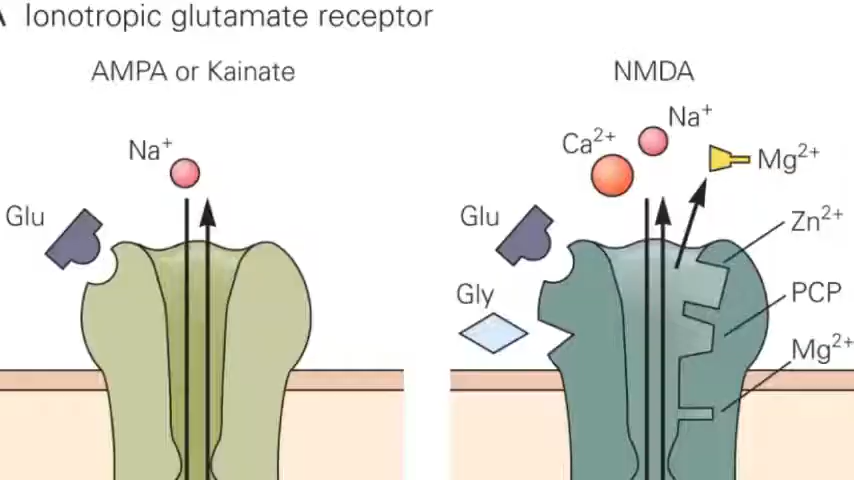 A Ionotropic glutamate receptor
AMPA or Kainate
NMDA
Na⁺
Glu
Na⁺
Ca²⁺
Mg²⁺
Glu
Gly
Zn²⁺
PCP
Mg²⁺